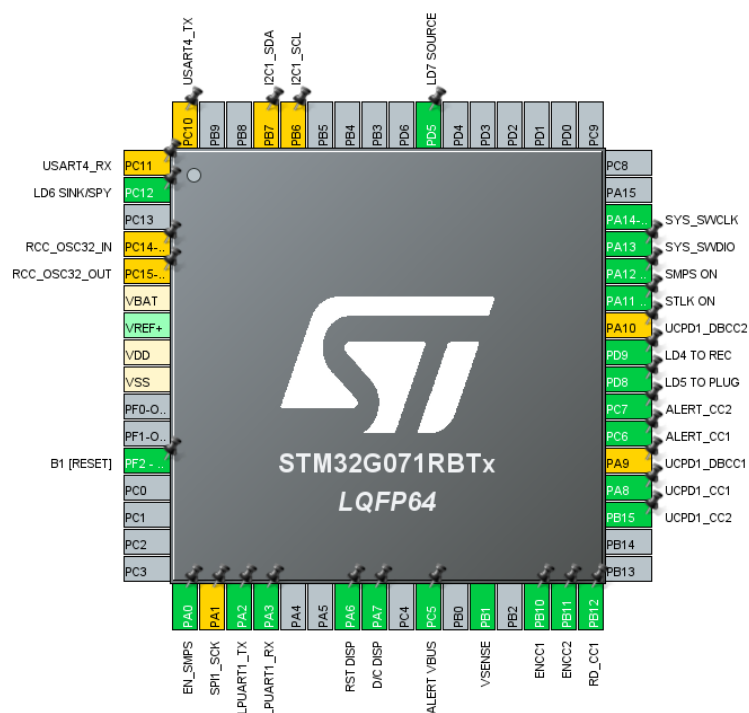 USART4_TX
I2C1_SDA
I2C1_SCL
LD7 SOURCE
PC10
PB9
PB8
PB7
PB6
PB5
PB4
PB3
PD6
PD5
PD4
PD3
PD2
PD1
PD0
PC9
USART4_RX
PC11
LD6 SINK/SPY
PC12
PC13
RCC_OSC32_IN
PC14-..
RCC_OSC32_OUT
PC15-..
VBAT
VREF+
VDD
VSS
PF0-O..
PF1-O..
B1 [RESET]
PF2 - ..
PC0
PC1
PC2
PC3
ST
STM32G071RBTx
LQFP64
PC8
PA15
PA14-..
SYS_SWCLK
PA13
SYS_SWDIO
PA12 ..
SMPS ON
PA11 ..
STLK ON
PA10
UCPD1_DBCC2
PD9
LD4 TO REC
PD8
LD5 TO PLUG
PC7
ALERT_CC2
PC6
ALERT_CC1
PA9
UCPD1_DBCC1
PA8
UCPD1_CC1
PB15
UCPD1_CC2
PB14
PB13
PA0
PA1
PA2
PA3
PA4
PA5
PA6
PA7
PC4
PC5
PB0
PB1
PB2
PB10
PB11
PB12
EN_SMPS
SPI1_SCK
LPUART1_TX
LPUART1_RX
RST DISP
D/C DISP
ALERT VBUS
VSENSE
ENCC1
ENCC2
RD_CC1